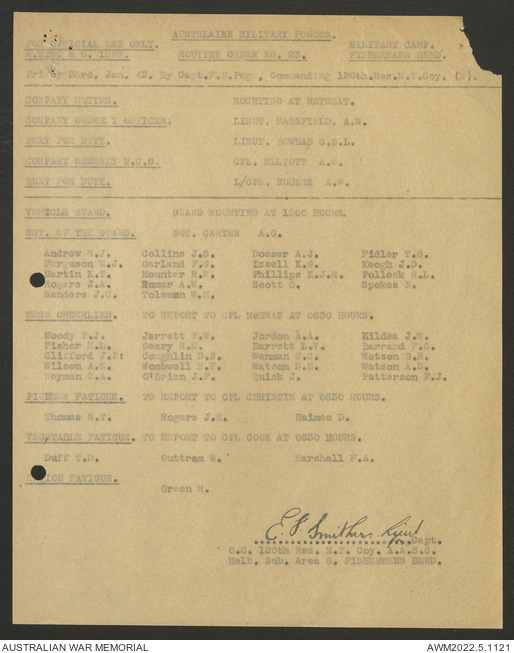 AUSTRLAIAN MILITARY FORCES.
FOR OFFICIAL USE ONLY. MILITARY CAMP.
ROUTINE ORDER NO. 23. FISHERMANS BEND.
Friday 23rd. Jan. 42. By Capt.F.E.Page, Commanding 120th.Res.M.T.Coy. (M).
COMPANY DUTIES. MOUNTING AT RETREAT.
COMPANY ORDERLY OFFICER. LIEUT. MANSFIELD, A.W.
NEXT FOR DUTY. LIEUT. BOWMAN C.S.L.
COMPANY ORDERLY N.C.O. CPL. ELLIOTT A.E.
NEXT FOR DUTY. L/CPL. ROGERS A.W.
VEHICLE GUARD. GUARD MOUNTING AT 1800 HOURS.
SGT. OF THE GUARD. SGT. CARTER A.G.
Andrew H.J. Collins J.S. Dosser A.J. Fidler T.G.
Ferguson E.J. Garland F.G. Izzell K.G. Keogh J.D.
Martin K.T. Mounter R.W. Phillips K.J.R. Pollock R.L.
Rogers J.A. Romer A.W. Scott G. Spokes N.
Sanders J.C. Toleman W.H.
MESS ORDERLIES. TO REPORT TO CPL NEWMAN AT 0630 HOURS.
Moody T.J. Jarrett F.W. Jordon A.A. Kildea J.M.
Fisher H.L. Geary H.R. Barrett L.V. Barrand F.G.
Clifford J.P. Coughlin D.S. Wenman C.C. Watson G.H.
Wilson A.E. Wombwell H.V. Watson D.B. Watson A.D.
Weyman C.A. O'Brien J.F. Quick J. Patterson F.J.
PIONEER FATIGUE. TO REPORT TO CPL CHRISTIE AT 0630 HOURS.
Thomas S.T. Rogers J.R. Haimes D.
VEGETABLE FATIGUE. TO REPORT TO CPL COOK AT 0630 HOURS.
Duff T.D. Outtram W. Marshall F.A.
ION FATIGUE.
Green H.
E. F. Smithers Lieut
Capt.
O.C. 120th Res. M.T. Coy. A.A.S.C.
Melb. Sub. Area 6. FISHERMENS BEND.
AUSTRALIAN WAR MEMORIAL AWM2022.5.1121